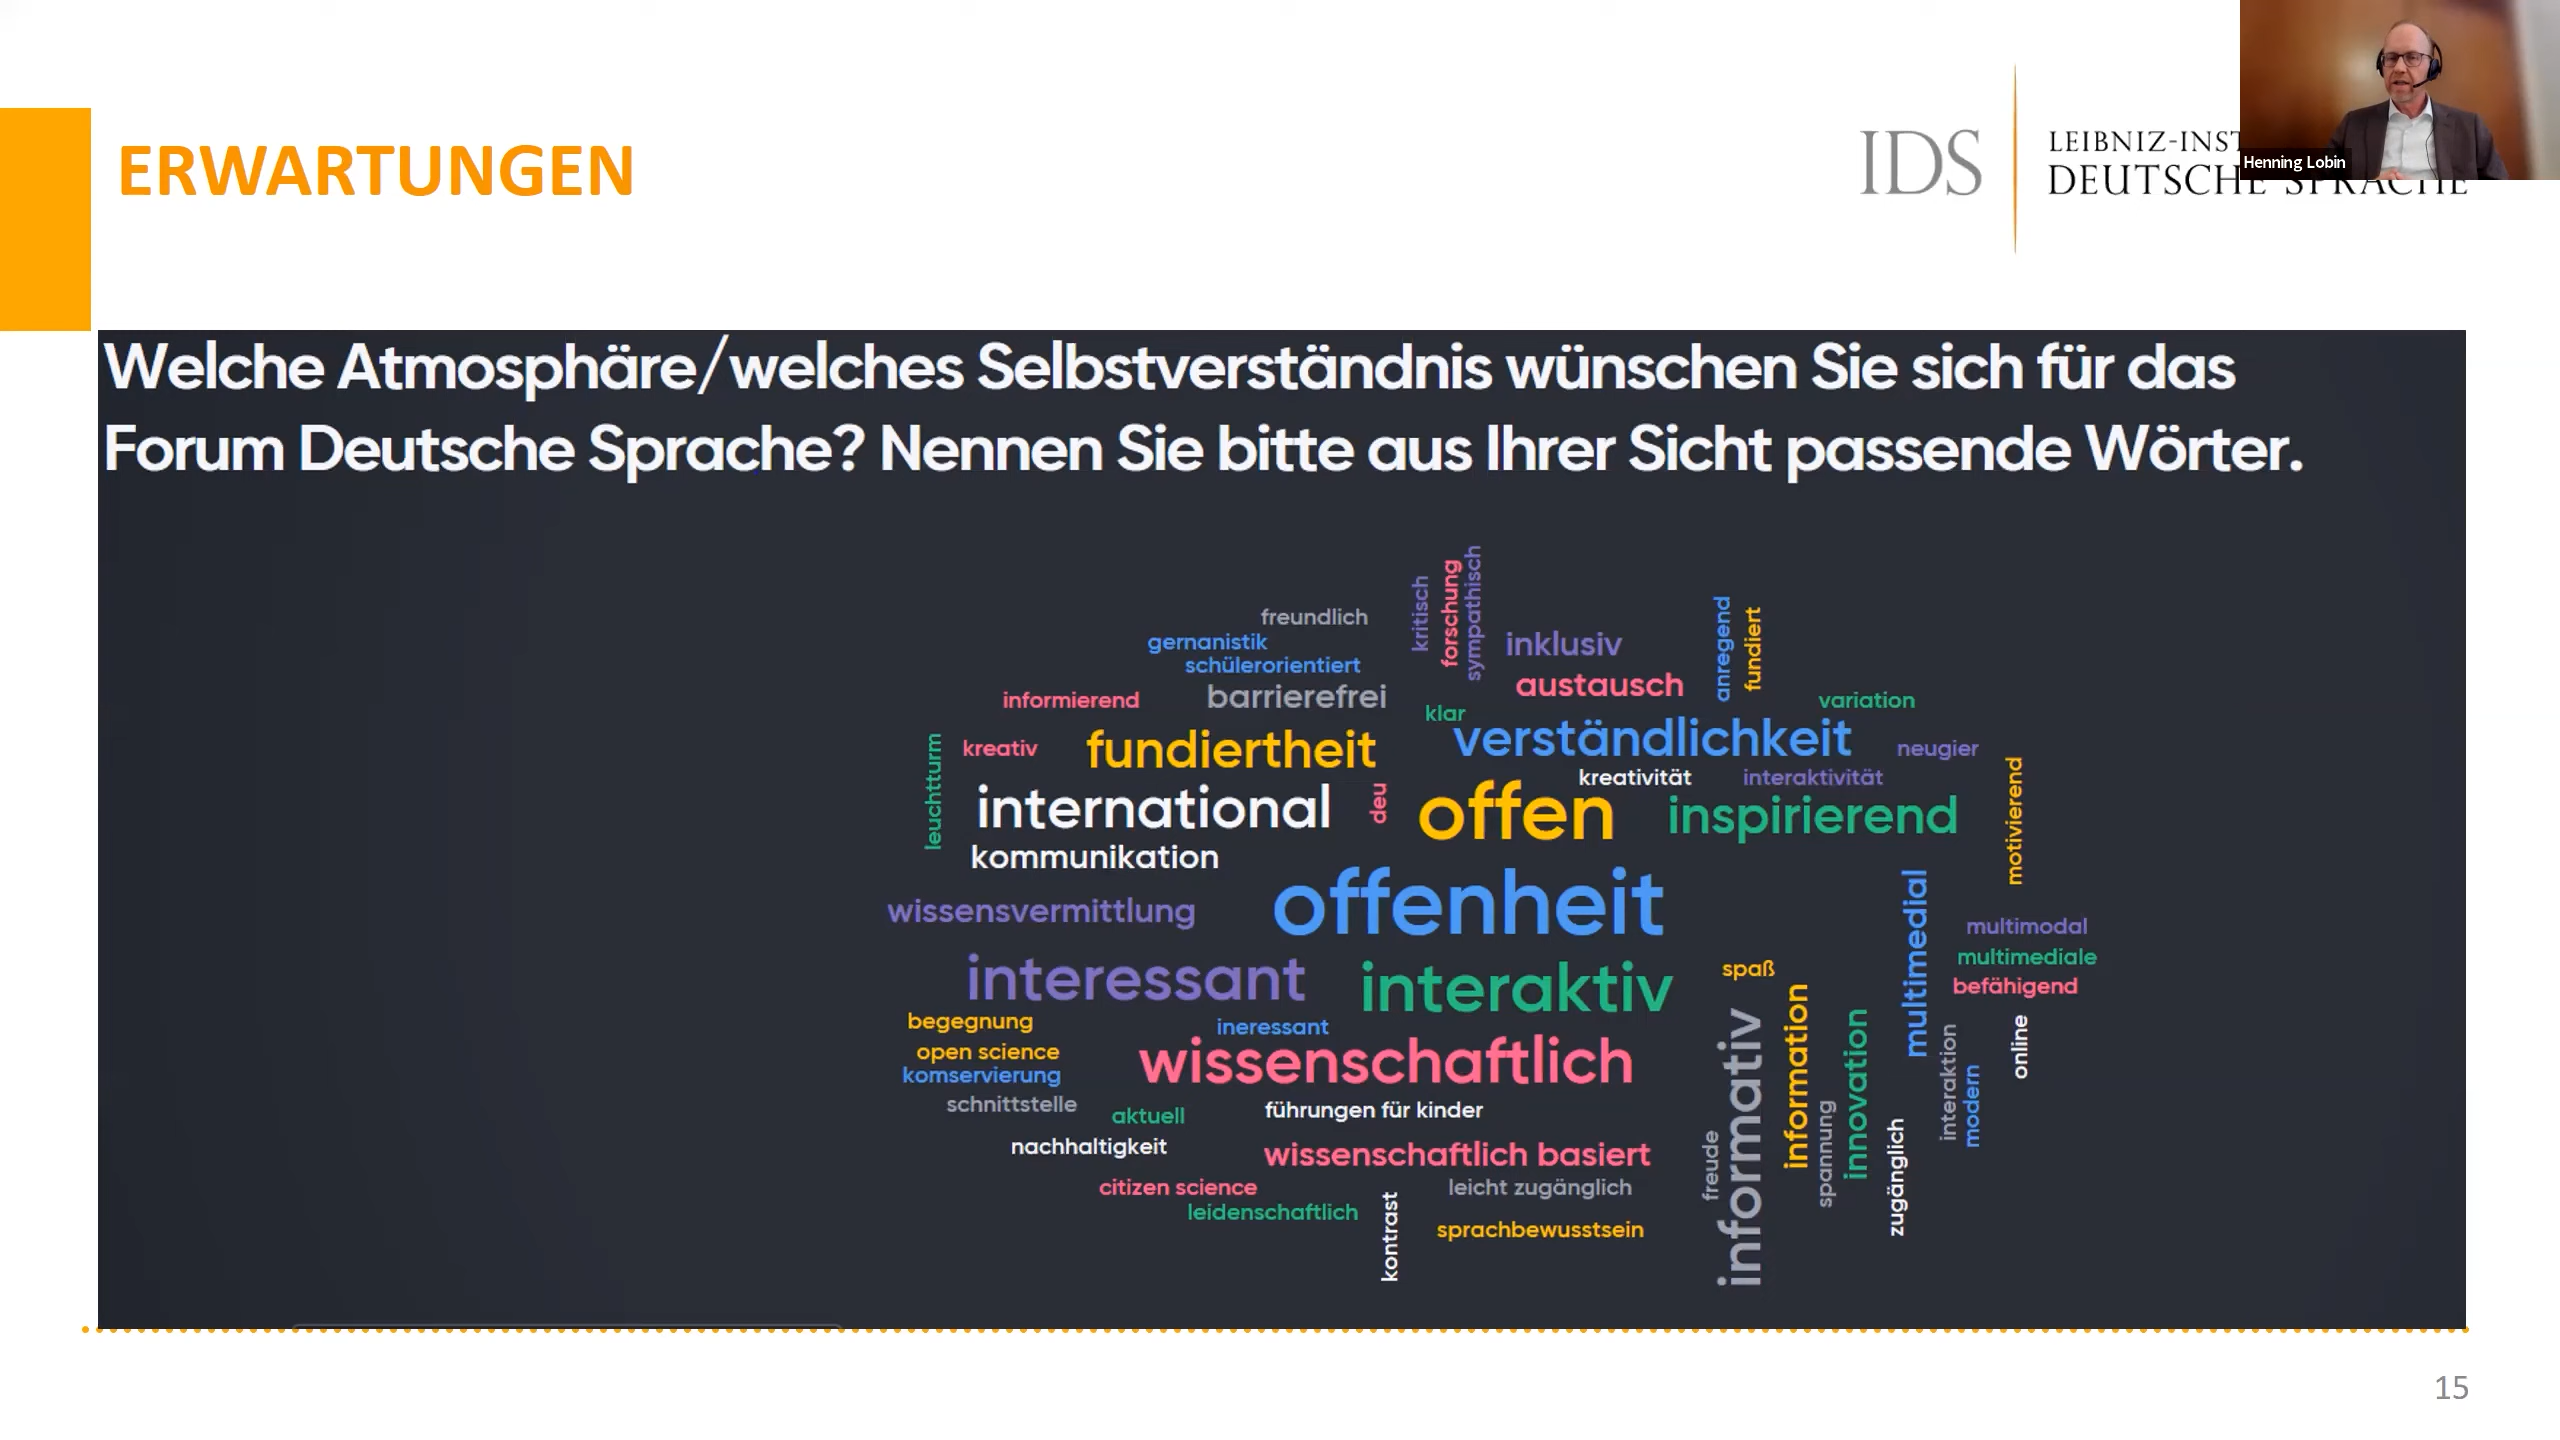 ERWARTUNGEN
IDS
LEIBNIZ-INST
DEUTSCHE SPRACHE
Henning Lobin
Welche Atmosphäre/welches Selbstverständnis wünschen Sie sich für das
Forum Deutsche Sprache? Nennen Sie bitte aus Ihrer Sicht passende Wörter.
kritisch
forschung
sympathisch
freundlich
gernanistik
schülerorientiert
inklusiv
anregend
fundiert
austausch
informierend
barrierefrei
klar
variation
leuchtturm
kreativ
fundiertheit
verständlichkeit
neugier
kreativität
interaktivität
international
deu
offen
inspirierend
motivierend
kommunikation
wissensvermittlung
offenheit
multimedial
multimodal
multimediale
befähigend
interessant
interaktiv
spaß
begegnung
ineressant
open science
komservierung
wissenschaftlich
informativ
information
innovation
interaktion
modern
online
schnittstelle
aktuell
führungen für kinder
nachhaltigkeit
wissenschaftlich basiert
freude
spannung
zugänglich
citizen science
leicht zugänglich
leidenschaftlich
kontrast
sprachbewusstsein
15